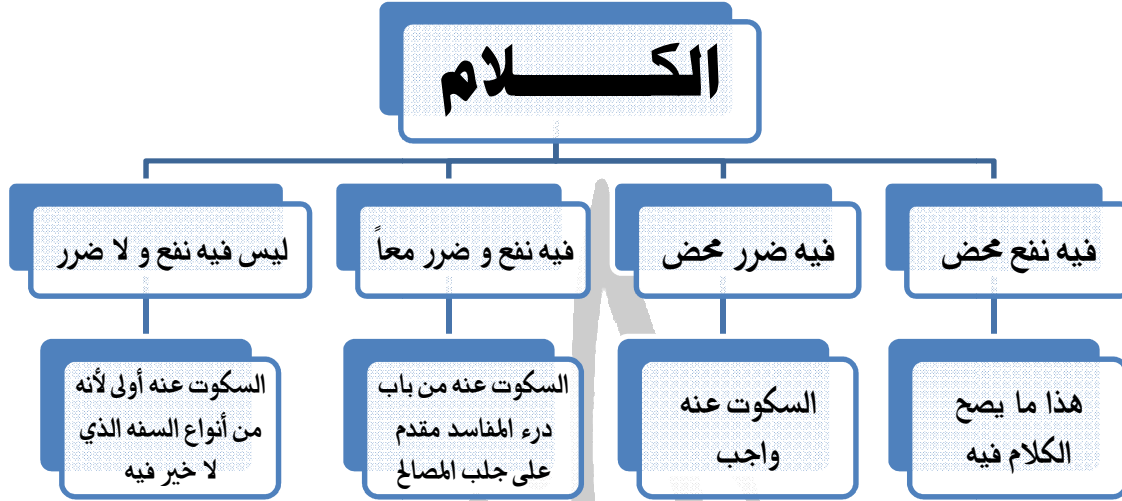 الكـــــلام
فيه نفع محض
فيه ضرر محض
فيه نفع و ضرر معاً
ليس فيه نفع و لا ضرر
هذا ما يصح
الكلام فيه
السكوت عنه
واجب
السكوت عنه من باب
درء المفاسد مقدم
على جلب المصالح
السكوت عنه أولى لأنه
من أنواع السفه الذي
لا خير فيه